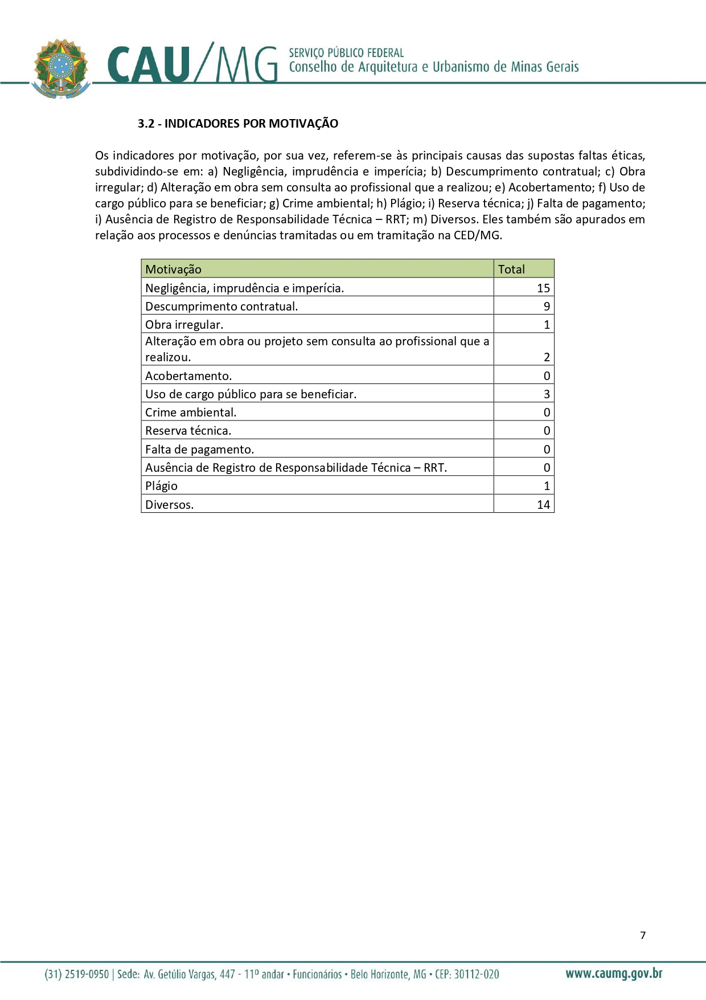 CAU/MG
SERVIÇO PÚBLICO FEDERAL
Conselho de Arquitetura e Urbanismo de Minas Gerais
3.2 - INDICADORES POR MOTIVAÇÃO
Os indicadores por motivação, por sua vez, referem-se às principais causas das supostas faltas éticas,
subdividindo-se em: a) Negligência, imprudência e imperícia; b) Descumprimento contratual; c) Obra
irregular; d) Alteração em obra sem consulta ao profissional que a realizou; e) Acobertamento; f) Uso de
cargo público para se beneficiar; g) Crime ambiental; h) Plágio; i) Reserva técnica; j) Falta de pagamento;
i) Ausência de Registro de Responsabilidade Técnica – RRT; m) Diversos. Eles também são apurados em
relação aos processos e denúncias tramitadas ou em tramitação na CED/MG.
Motivação Total
Negligência, imprudência e imperícia. 15
Descumprimento contratual. 9
Obra irregular. 1
Alteração em obra ou projeto sem consulta ao profissional que a
realizou. 2
Acobertamento. 0
Uso de cargo público para se beneficiar. 3
Crime ambiental. 0
Reserva técnica. 0
Falta de pagamento. 0
Ausência de Registro de Responsabilidade Técnica – RRT. 0
Plágio 1
Diversos. 14
7
(31) 2519-0950 | Sede: Av. Getúlio Vargas, 447 - 11º andar • Funcionários • Belo Horizonte, MG • CEP: 30112-020 www.caumg.gov.br